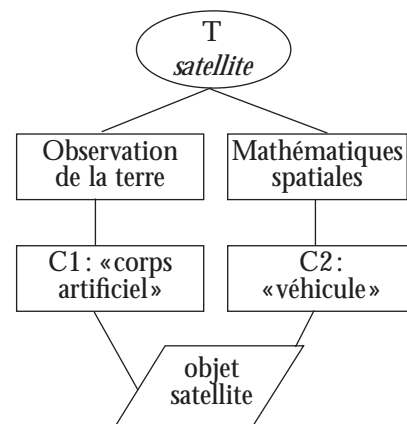 T
satellite
Observation
de la terre
Mathématiques
spatiales
C1: «corps
artificiel»
C2:
«véhicule»
objet
satellite